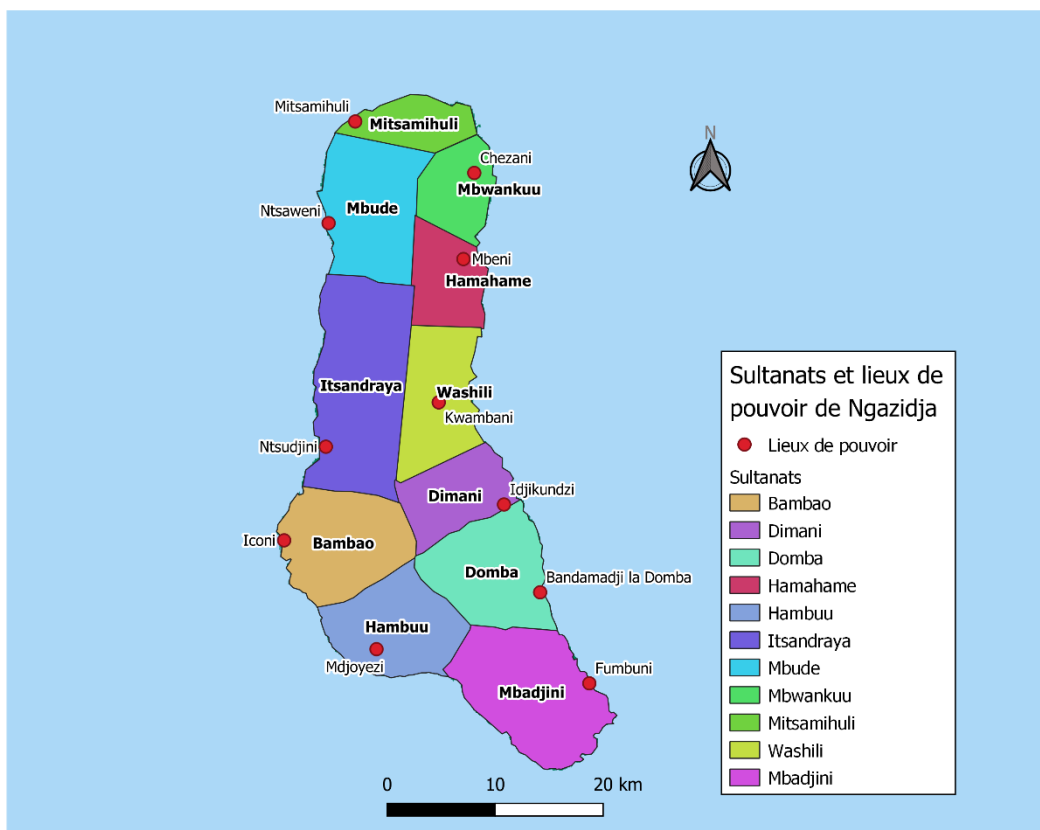 Mitsamihuli
Mitsamihuli
N
Chezani
Mbwankuu
Mbude
Ntsaweni
Mbeni
Hamahame
Itsandraya
Washili
Kwambani
Ntsudjini
Dimani
Idjikundzi
Iconi
Bambao
Domba
Bandamadji la Domba
Hambuu
Mdjoyezi
Fumbuni
Mbadjini
0 10 20 km
Sultanats et lieux de
pouvoir de Ngazidja
Lieux de pouvoir
Sultanats
Bambao
Dimani
Domba
Hamahame
Hambuu
Itsandraya
Mbude
Mbwankuu
Mitsamihuli
Washili
Mbadjini